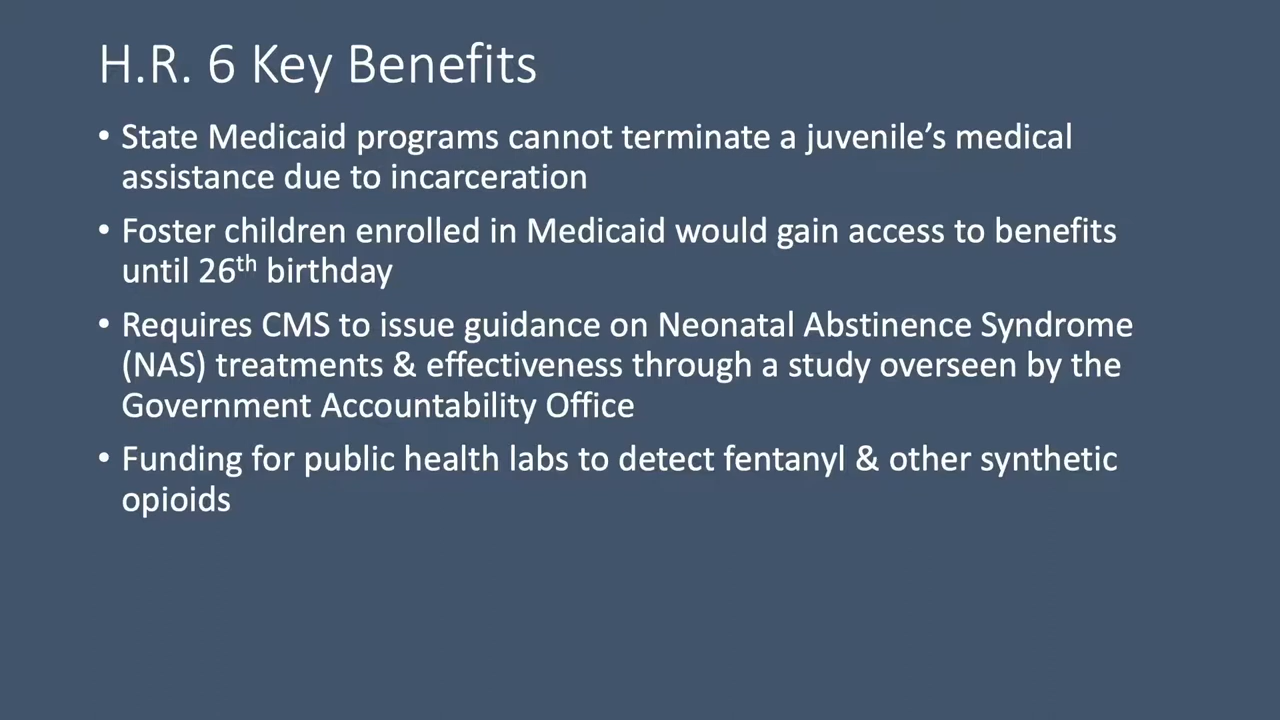 H.R. 6 Key Benefits
• State Medicaid programs cannot terminate a juvenile’s medical
assistance due to incarceration
• Foster children enrolled in Medicaid would gain access to benefits
until 26th birthday
• Requires CMS to issue guidance on Neonatal Abstinence Syndrome
(NAS) treatments & effectiveness through a study overseen by the
Government Accountability Office
• Funding for public health labs to detect fentanyl & other synthetic
opioids